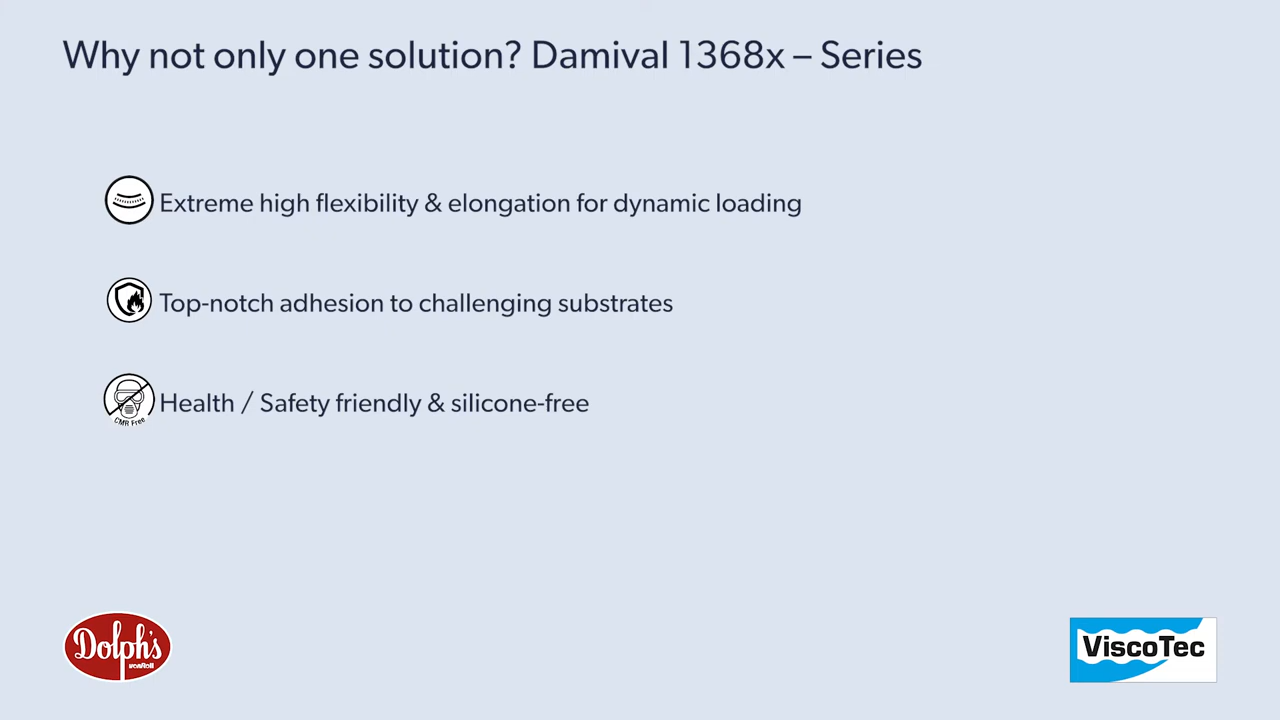 Why not only one solution? Damival 1368x – Series
Extreme high flexibility & elongation for dynamic loading
Top-notch adhesion to challenging substrates
Health / Safety friendly & silicone-free
CMR Free
Dolph's
vonRoll
ViscoTec